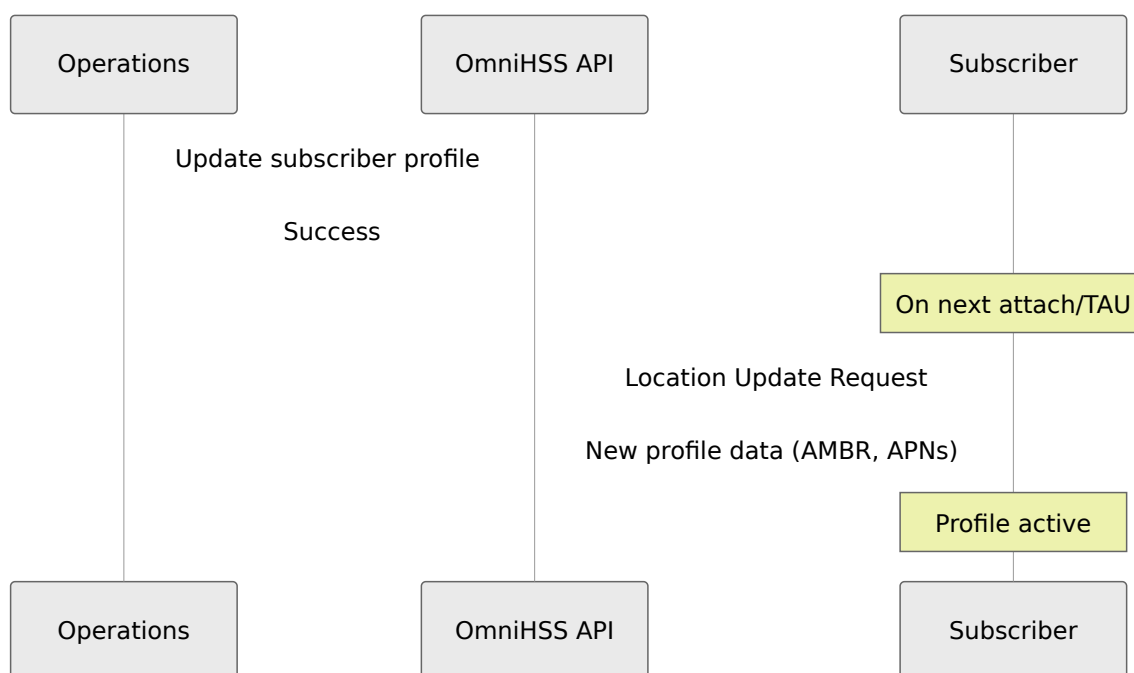 Operations
OmniHSS API
Subscriber
Update subscriber profile
Success
On next attach/TAU
Location Update Request
New profile data (AMBR, APNs)
Profile active
Operations
OmniHSS API
Subscriber